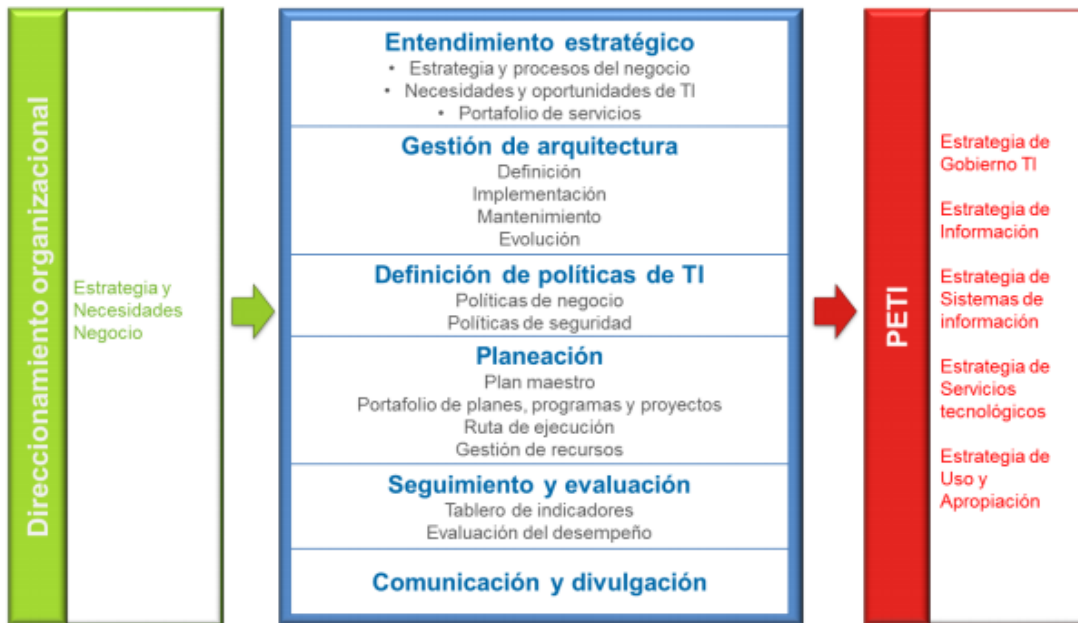 Direccionamiento organizacional
Estrategia y
Necesidades
Negocio
Entendimiento estratégico
• Estrategia y procesos del negocio
• Necesidades y oportunidades de TI
• Portafolio de servicios
Gestión de arquitectura
Definición
Implementación
Mantenimiento
Evolución
Definición de políticas de TI
Políticas de negocio
Políticas de seguridad
Planeación
Plan maestro
Portafolio de planes, programas y proyectos
Ruta de ejecución
Gestión de recursos
Seguimiento y evaluación
Tablero de indicadores
Evaluación del desempeño
Comunicación y divulgación
PETI
Estrategia de
Gobierno TI
Estrategia de
Información
Estrategia de
Sistemas de
información
Estrategia de
Servicios
tecnológicos
Estrategia de
Uso y
Apropiación